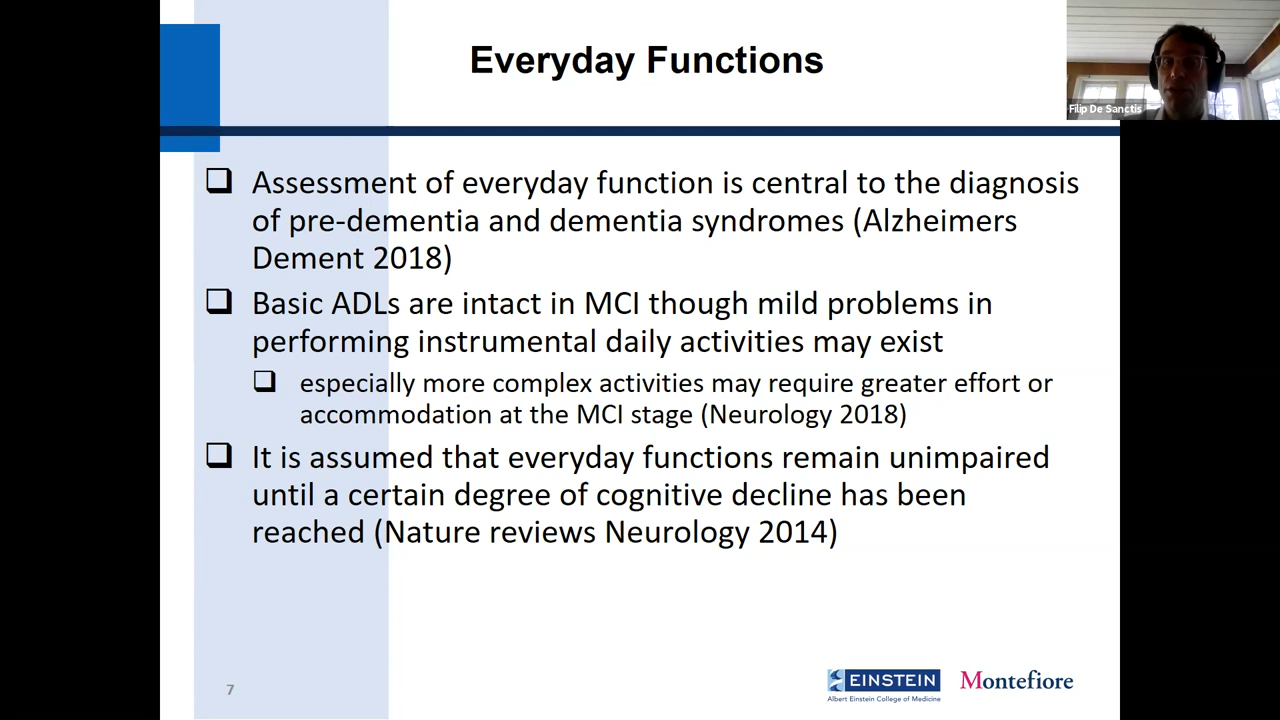 Everyday Functions
Filip De Sanctis
Assessment of everyday function is central to the diagnosis
of pre-dementia and dementia syndromes (Alzheimers
Dement 2018)
Basic ADLs are intact in MCI though mild problems in
performing instrumental daily activities may exist
especially more complex activities may require greater effort or
accommodation at the MCI stage (Neurology 2018)
It is assumed that everyday functions remain unimpaired
until a certain degree of cognitive decline has been
reached (Nature reviews Neurology 2014)
7
EINSTEIN
Albert Einstein College of Medicine
Montefiore